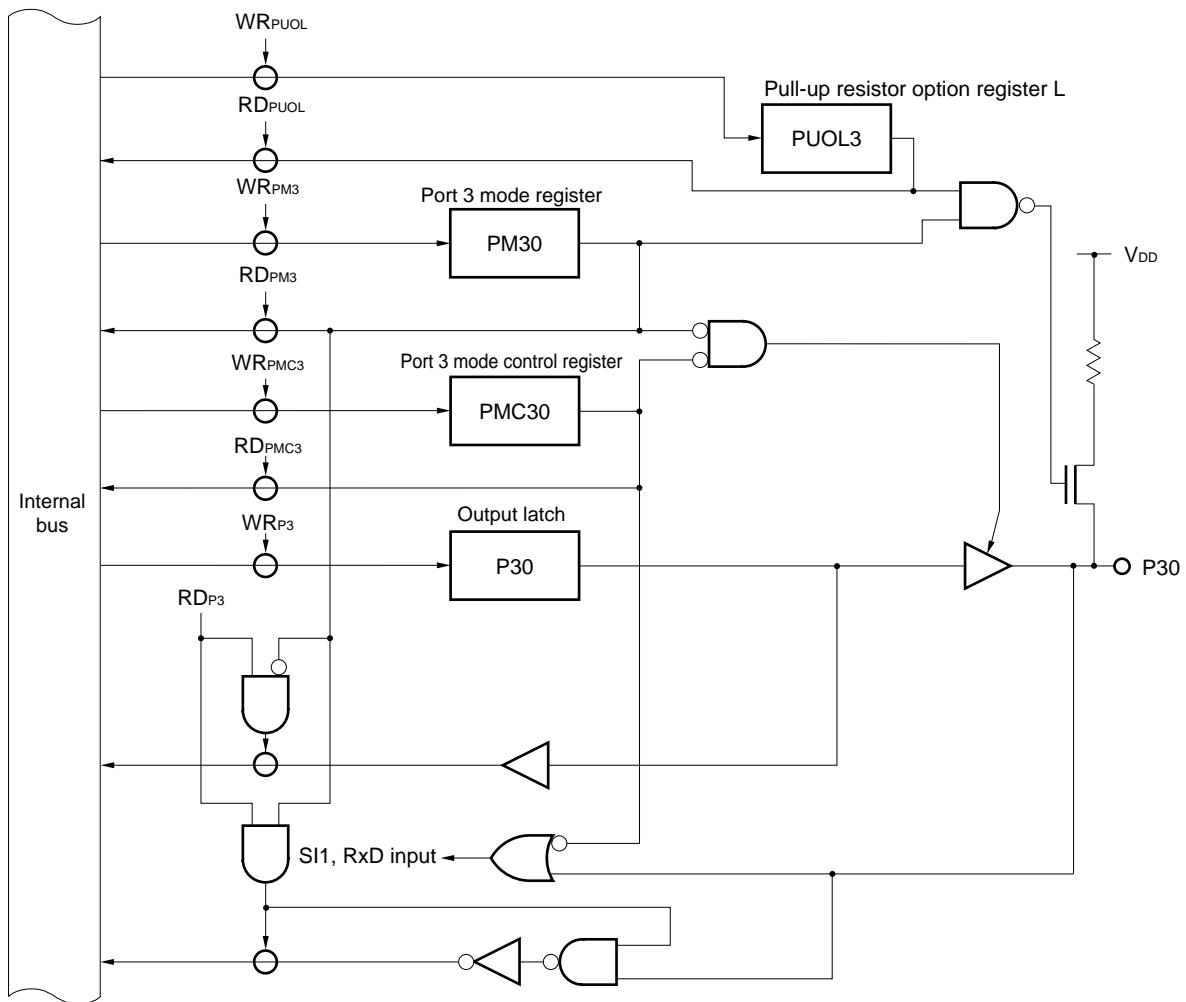 WRPUOL
Pull-up resistor option register L
RDPUOL
PUOL3
WRPM3
Port 3 mode register
PM30
VDD
RDPM3
WRPMC3
Port 3 mode control register
PMC30
RDPMC3
Internal
bus
WRP3
Output latch
P30
P30
RDP3
SI1, RxD input